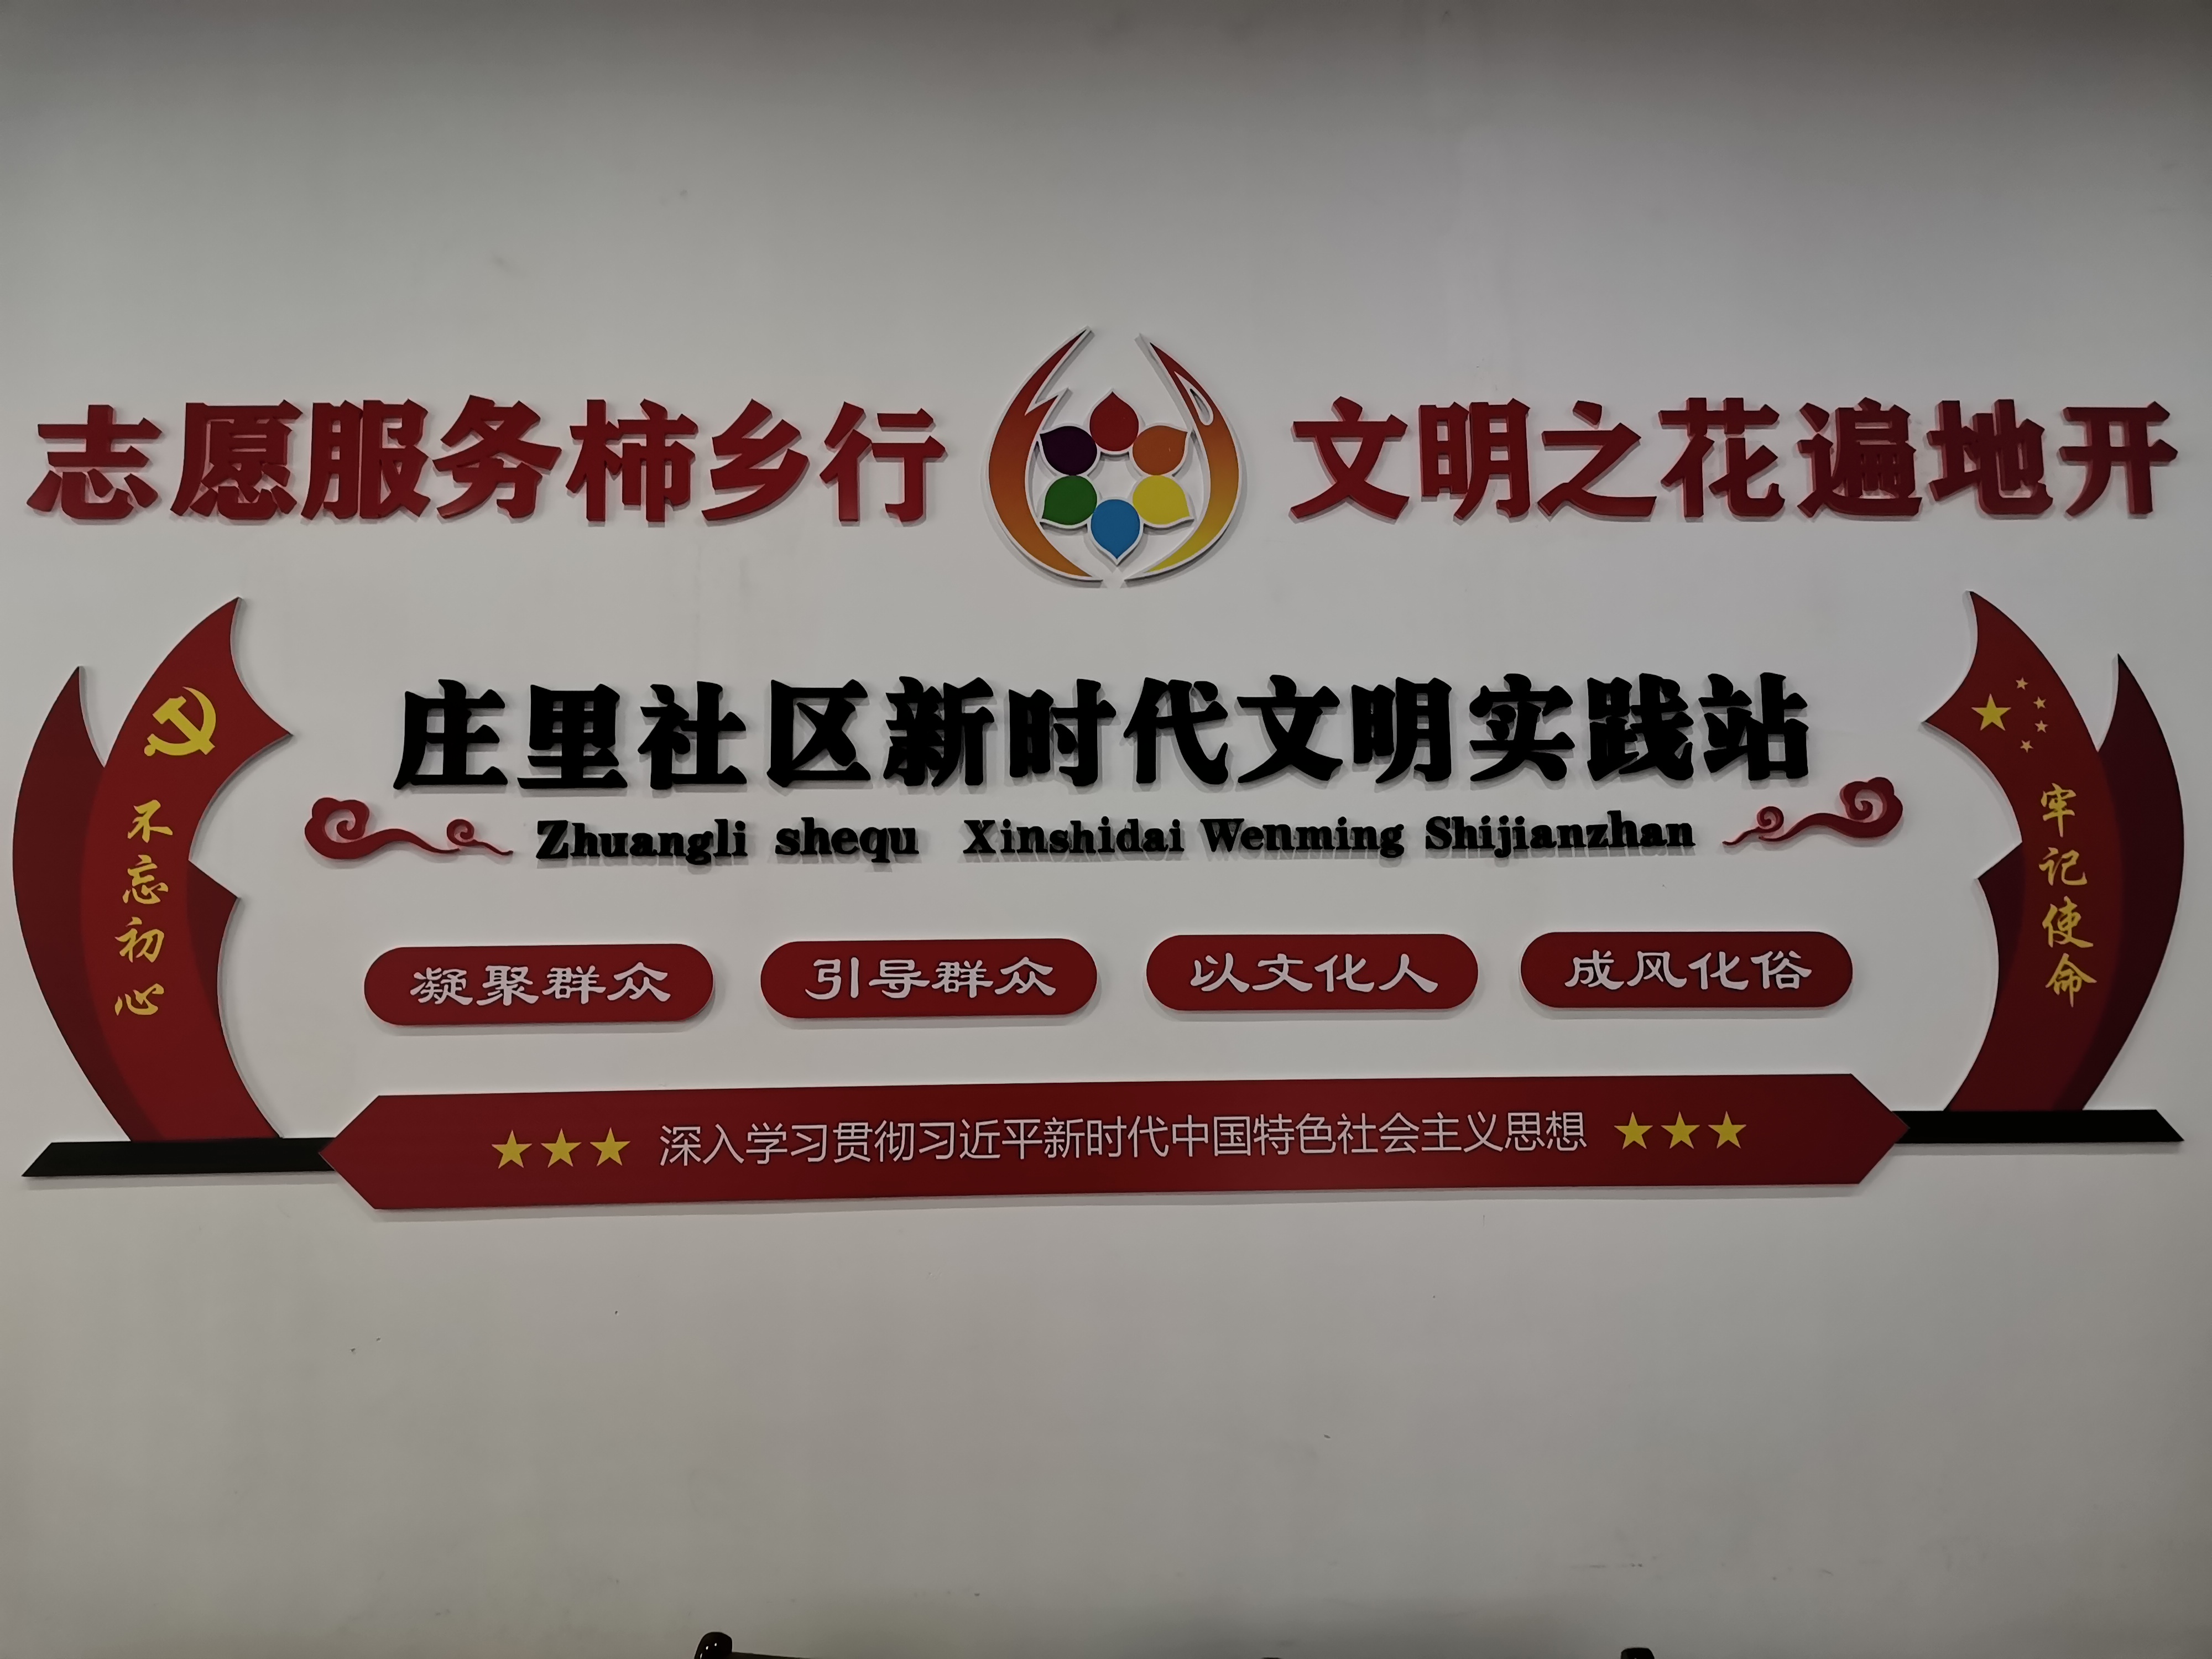 志愿服务柿乡行 文明之花遍地开
庄里社区新时代文明实践站
Zhuangli shequ Xinshidai Wenming Shijianzhan
不忘初心
牢记使命
凝聚群众 引导群众 以文化人 成风化俗
深入学习贯彻习近平新时代中国特色社会主义思想